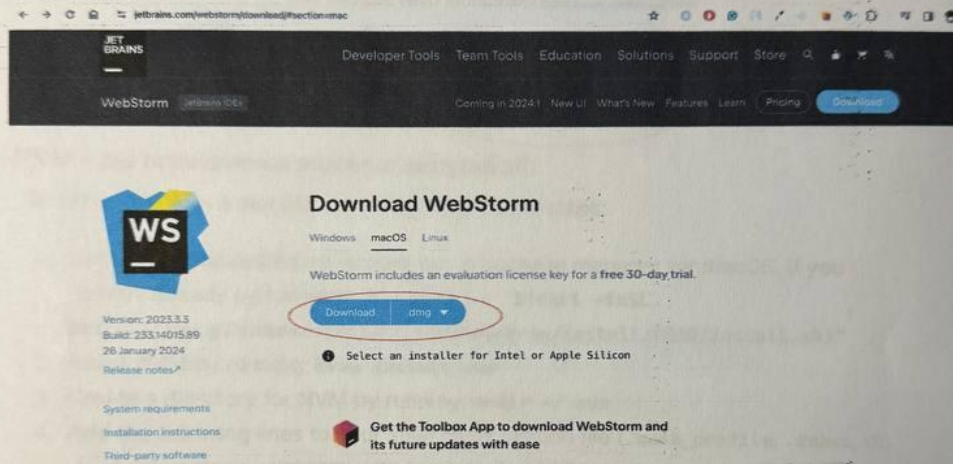 jetbrains.com/webstorm/download/#section=mac
JET
BRAINS
Developer Tools Team Tools Education Solutions Support Store
WebStorm JetBrains IDEs
Coming in 2024.1 New UI What's New Features Learn Pricing Download
WS
Download WebStorm
Windows macOS Linux
WebStorm includes an evaluation license key for a free 30-day trial.
Download .dmg
Select an installer for Intel or Apple Silicon
Version: 2023.3.3
Build: 233.14015.89
26 January 2024
Release notes
System requirements
Installation instructions
Third-party software
Get the Toolbox App to download WebStorm and
its future updates with ease